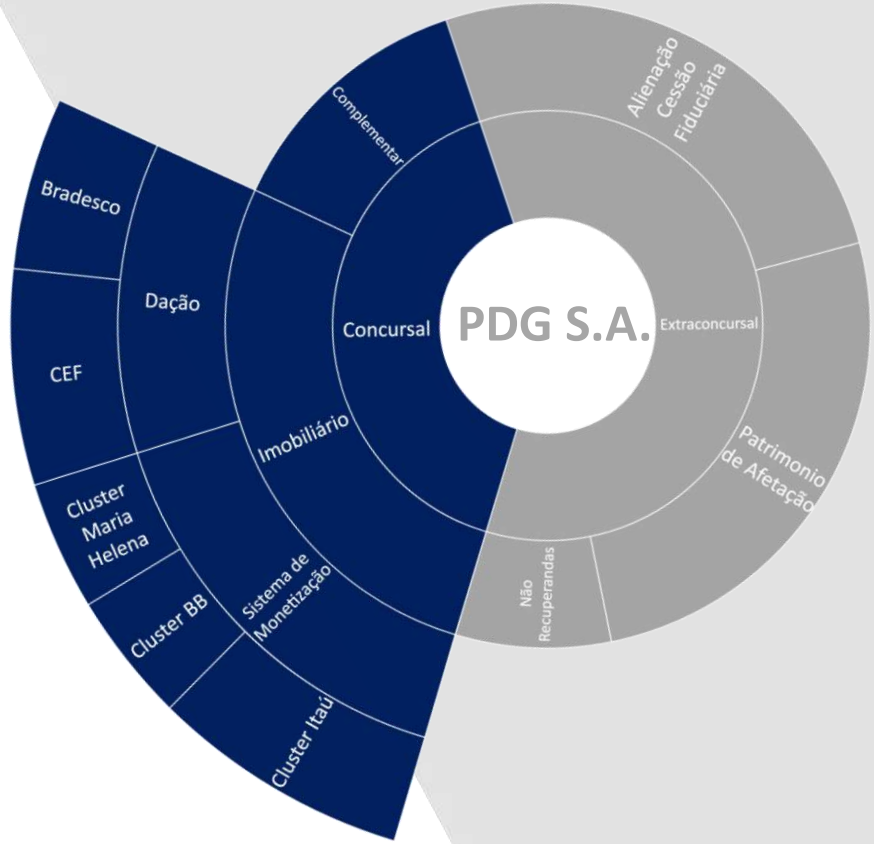 PDG S.A.
Concursal
Complementar
Imobiliário
Dação
Bradesco
CEF
Sistema de
Monetização
Cluster
Maria
Helena
Cluster BB
Cluster Itaú
Extraconcursal
Alienação
Cessão
Fiduciária
Patrimonio
de Afetação
Não
Recuperandas